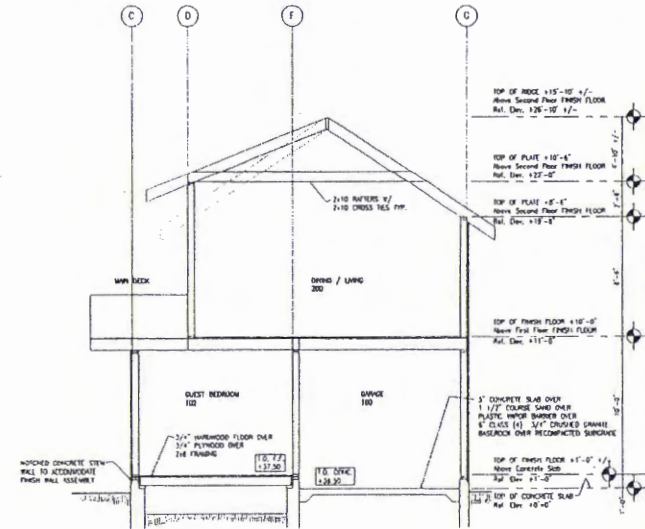 C D F G
TOP OF RIDGE +15'-10" +/-
Above Second Floor FINISH FLOOR
Rel. Elev. +26'-10" +/-
TOP OF PLATE +10'-6"
Above Second Floor FINISH FLOOR
TOP OF PLATE +8'-6"
Above Second Floor FINISH FLOOR
2x10 RAFTERS W/
2x10 CROSS TIES TYP.
MAIN DECK
DINING / LIVING
200
TOP OF FINISH FLOOR +10'-0"
Above First Floor FINISH FLOOR
Rel. Elev. +11'-0"
GUEST BEDROOM
102
GARAGE
100
CONCRETE SLAB OVER
1 1/2" COURSE SAND OVER
PLASTIC VAPOR BARRIER OVER
6" CLASS 3/4" CRUSHED GRANITE
BASEROCK OVER RECOMPACTED SUBGRADE
3/4" HARDWOOD FLOOR OVER
3/4" PLYWOOD OVER
2x8 FRAMING
NOTCHED CONCRETE STEM
WALL TO ACCOMMODATE
FINISH WALL ASSEMBLY
T.O. F.F.
+37.50
T.O. CONC.
TOP OF FINISH FLOOR +1'-0" +/-
Above Concrete Slab
Rel. Elev. +1'-0"
TOP OF CONCRETE SLAB
Rel. Elev. +0'-0"